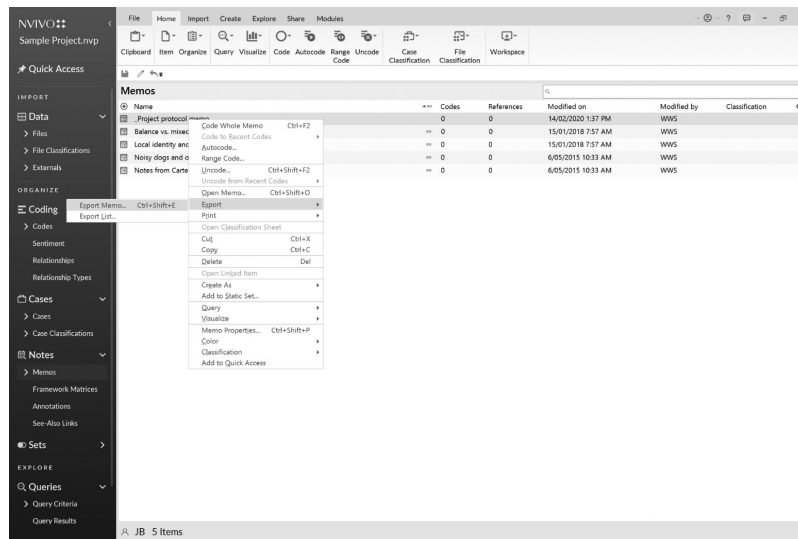 NVIVO
Sample Project.nvp
Quick Access
IMPORT
Data
Files
File Classifications
Externals
ORGANIZE
Coding
Codes
Sentiment
Relationships
Relationship Types
Cases
Cases
Case Classifications
Notes
Memos
Framework Matrices
Annotations
See-Also Links
Sets
EXPLORE
Queries
Query Criteria
Query Results
File Home Import Create Explore Share Modules
Clipboard Item Organize Query Visualize Code Autocode Range Code Uncode Case Classification File Classification Workspace
Memos
Name Codes References Modified on Modified by Classification
_Project protocol memo 0 0 14/02/2020 1:37 PM WWS
Balance vs. mixed 0 0 15/01/2018 7:57 AM WWS
Local identity and 0 0 15/01/2018 7:57 AM WWS
Noisy dogs and o 0 0 6/05/2015 10:33 AM WWS
Notes from Carte 0 0 6/05/2015 10:33 AM WWS
Code Whole Memo Ctrl+F2
Code to Recent Codes
Autocode...
Range Code...
Uncode... Ctrl+Shift+F2
Uncode from Recent Codes
Open Memo... Ctrl+Shift+O
Export
Print
Open Classification Sheet
Cut Ctrl+X
Copy Ctrl+C
Delete Del
Open Linked Item
Create As
Add to Static Set...
Query
Visualize
Memo Properties... Ctrl+Shift+P
Color
Classification
Add to Quick Access
Export Memo... Ctrl+Shift+E
Export List...
JB 5 Items